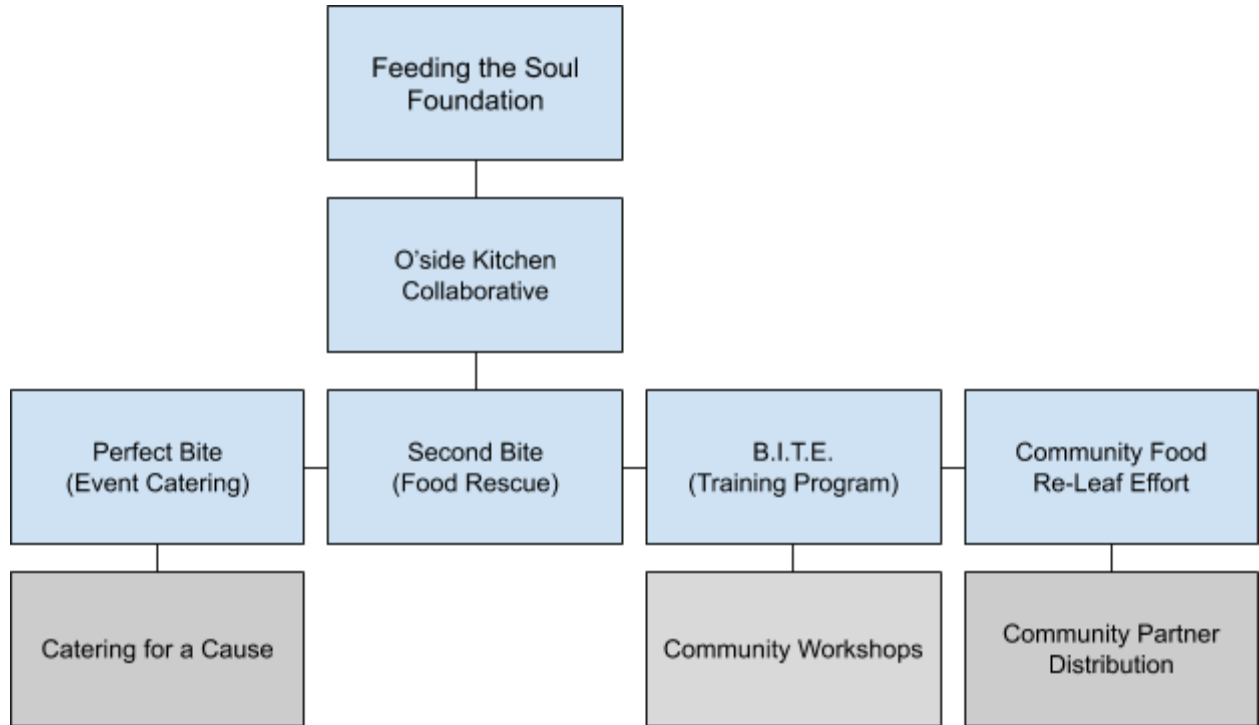 Feeding the Soul
Foundation
O'side Kitchen
Collaborative
Perfect Bite
(Event Catering)
Second Bite
(Food Rescue)
B.I.T.E.
(Training Program)
Community Food
Re-Leaf Effort
Catering for a Cause
Community Workshops
Community Partner
Distribution